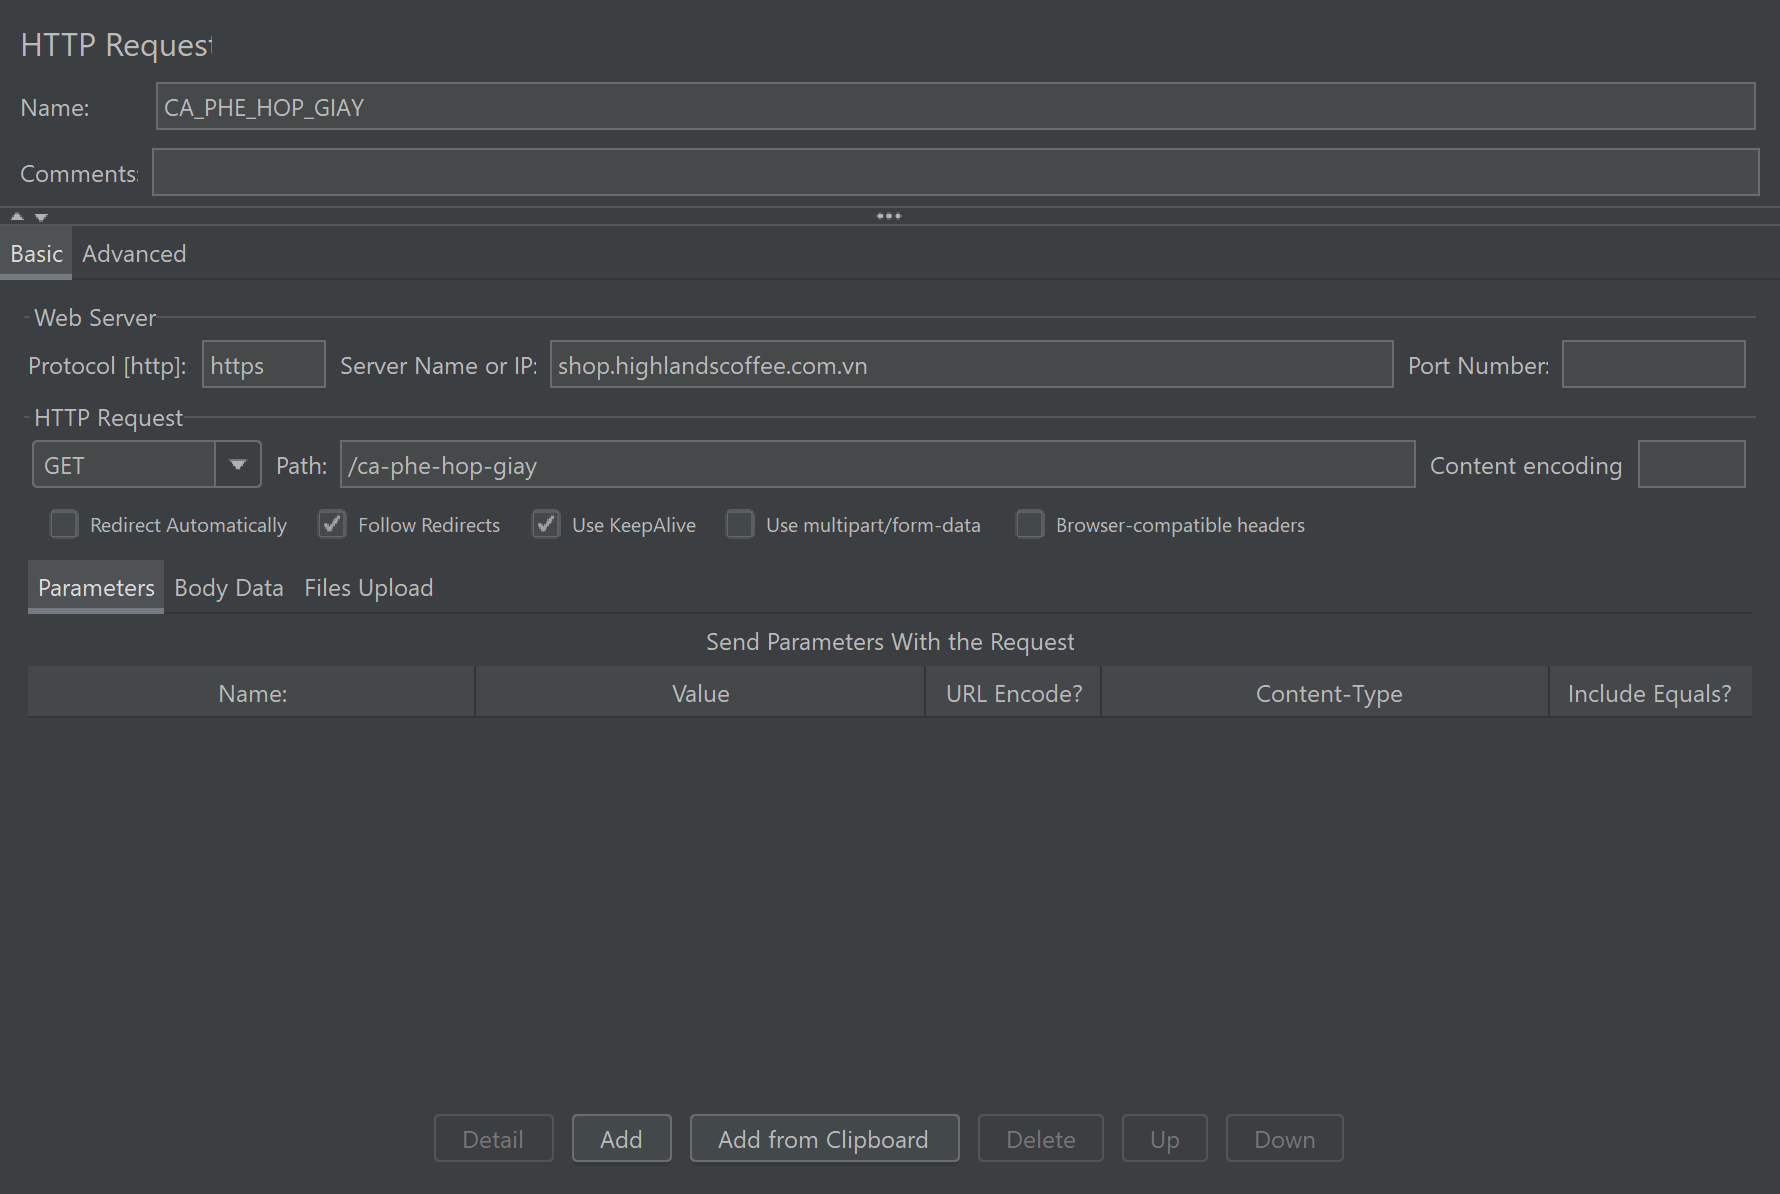 HTTP Request
Name: CA_PHE_HOP_GIAY
Comments:
Basic Advanced
Web Server
Protocol [http]: https Server Name or IP: shop.highlandscoffee.com.vn Port Number:
HTTP Request
GET Path: /ca-phe-hop-giay Content encoding
Redirect Automatically Follow Redirects Use KeepAlive Use multipart/form-data Browser-compatible headers
Parameters Body Data Files Upload
Send Parameters With the Request
Name: Value URL Encode? Content-Type Include Equals?
Detail Add Add from Clipboard Delete Up Down